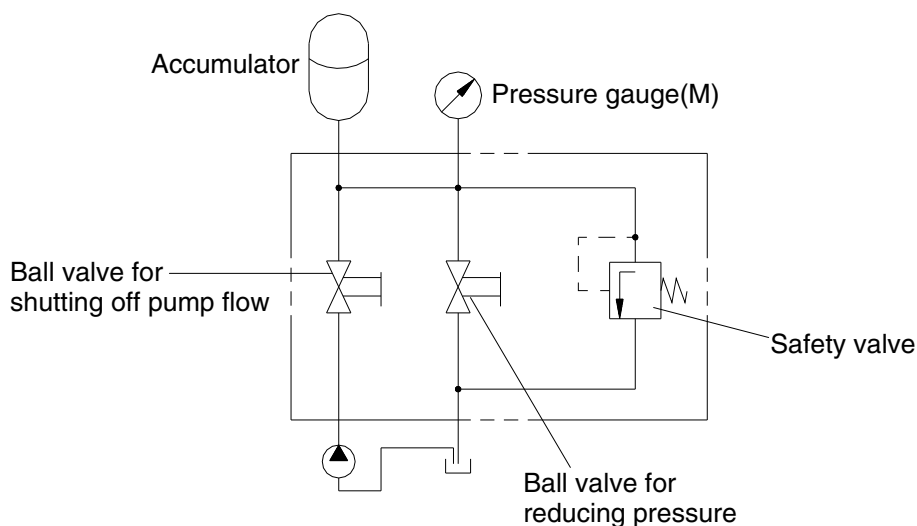 Accumulator
Pressure gauge(M)
Ball valve for
shutting off pump flow
Safety valve
Ball valve for
reducing pressure